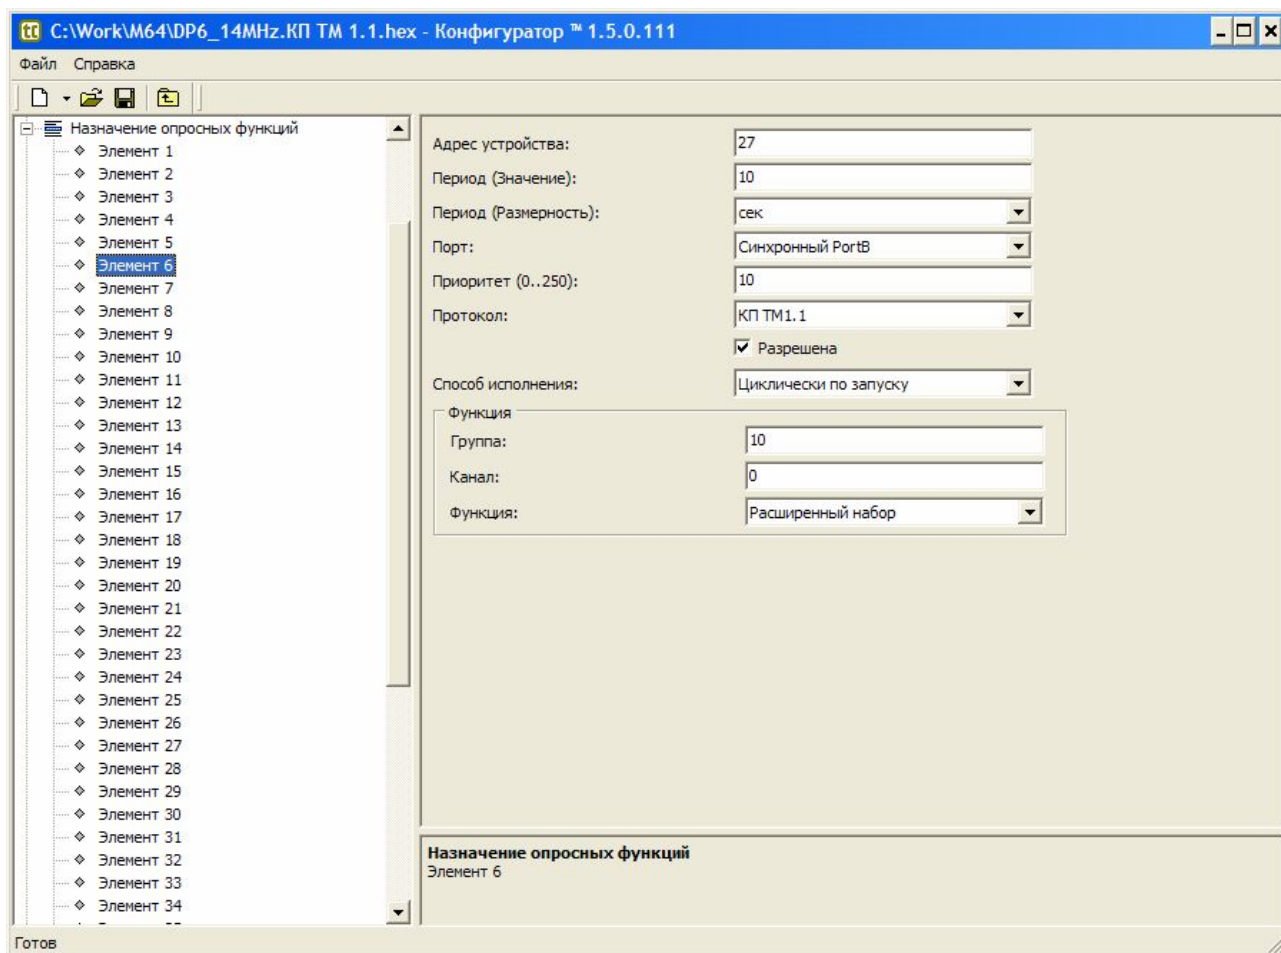 tc C:\Work\M64\DP6_14MHz.КП ТМ 1.1.hex - Конфигуратор ™ 1.5.0.111
Файл Справка
Назначение опросных функций
Элемент 1
Элемент 2
Элемент 3
Элемент 4
Элемент 5
Элемент 6
Элемент 7
Элемент 8
Элемент 9
Элемент 10
Элемент 11
Элемент 12
Элемент 13
Элемент 14
Элемент 15
Элемент 16
Элемент 17
Элемент 18
Элемент 19
Элемент 20
Элемент 21
Элемент 22
Элемент 23
Элемент 24
Элемент 25
Элемент 26
Элемент 27
Элемент 28
Элемент 29
Элемент 30
Элемент 31
Элемент 32
Элемент 33
Элемент 34
Адрес устройства: 27
Период (Значение): 10
Период (Размерность): сек
Порт: Синхронный PortB
Приоритет (0..250): 10
Протокол: КП ТМ1.1
Разрешена
Способ исполнения: Циклически по запуску
Функция
Группа: 10
Канал: 0
Функция: Расширенный набор
Назначение опросных функций
Элемент 6
Готов